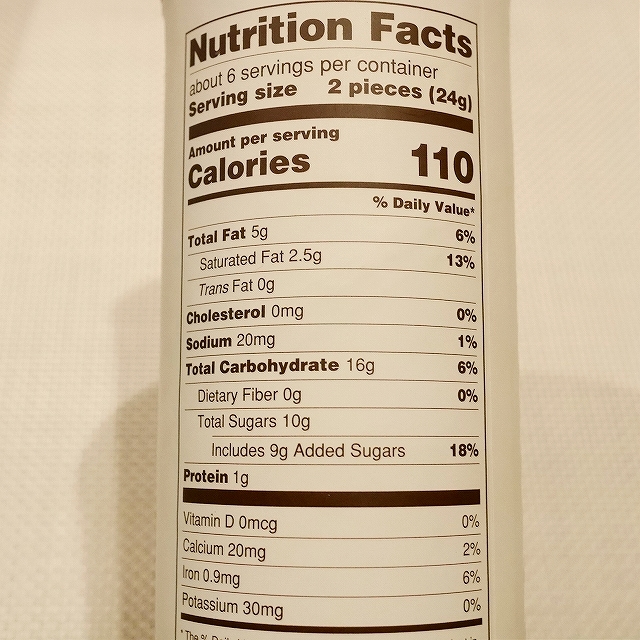 Nutrition Facts
about 6 servings per container
Serving size 2 pieces (24g)
Amount per serving
Calories 110
% Daily Value*
Total Fat 5g 6%
Saturated Fat 2.5g 13%
Trans Fat 0g
Cholesterol 0mg 0%
Sodium 20mg 1%
Total Carbohydrate 16g 6%
Dietary Fiber 0g 0%
Total Sugars 10g
Includes 9g Added Sugars 18%
Protein 1g
Vitamin D 0mcg 0%
Calcium 20mg 2%
Iron 0.9mg 6%
Potassium 30mg 0%
* The %